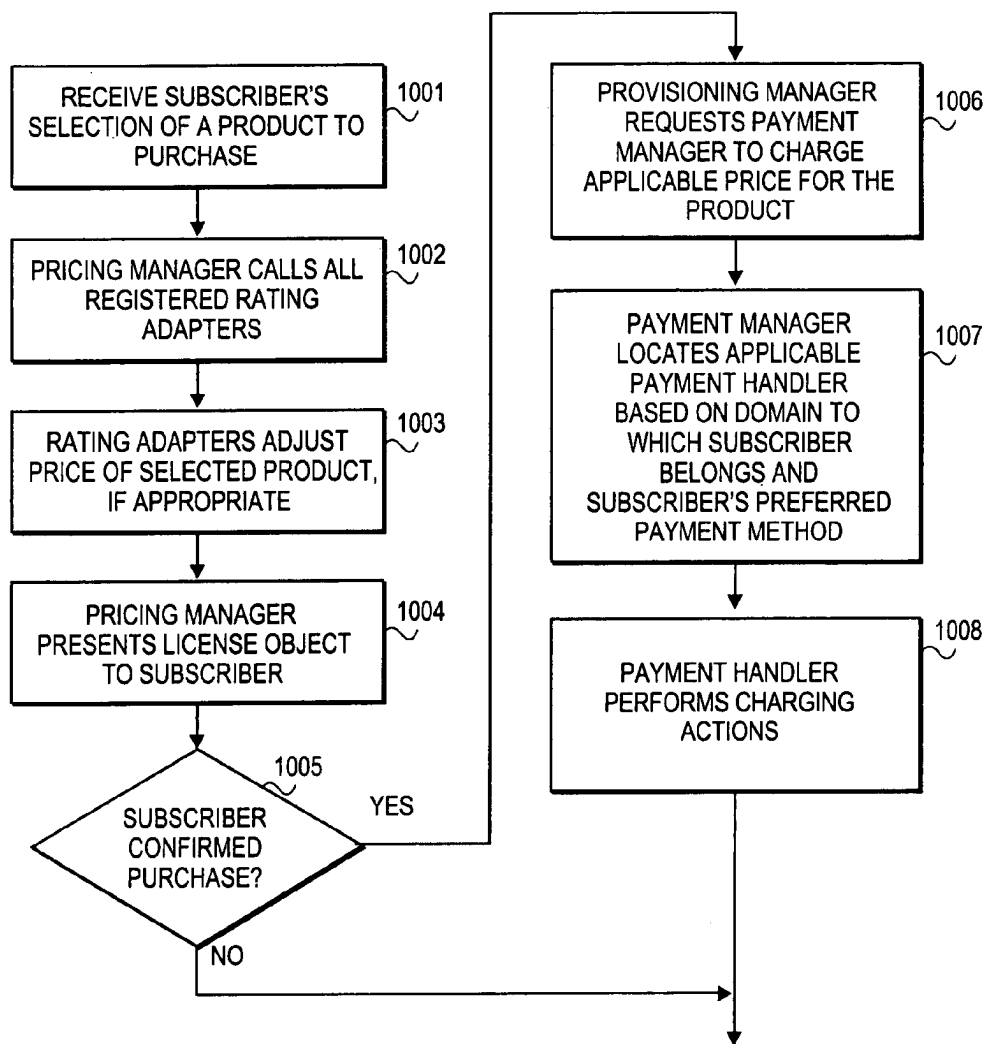 RECEIVE SUBSCRIBER'S
SELECTION OF A PRODUCT TO
PURCHASE
1001
PRICING MANAGER CALLS ALL
REGISTERED RATING
ADAPTERS
1002
RATING ADAPTERS ADJUST
PRICE OF SELECTED PRODUCT,
IF APPROPRIATE
1003
PRICING MANAGER
PRESENTS LICENSE OBJECT
TO SUBSCRIBER
1004
SUBSCRIBER
CONFIRMED
PURCHASE?
1005
YES
NO
PROVISIONING MANAGER
REQUESTS PAYMENT
MANAGER TO CHARGE
APPLICABLE PRICE FOR THE
PRODUCT
1006
PAYMENT MANAGER
LOCATES APPLICABLE
PAYMENT HANDLER
BASED ON DOMAIN TO
WHICH SUBSCRIBER
BELONGS AND
SUBSCRIBER'S PREFERRED
PAYMENT METHOD
1007
PAYMENT HANDLER
PERFORMS CHARGING
ACTIONS
1008